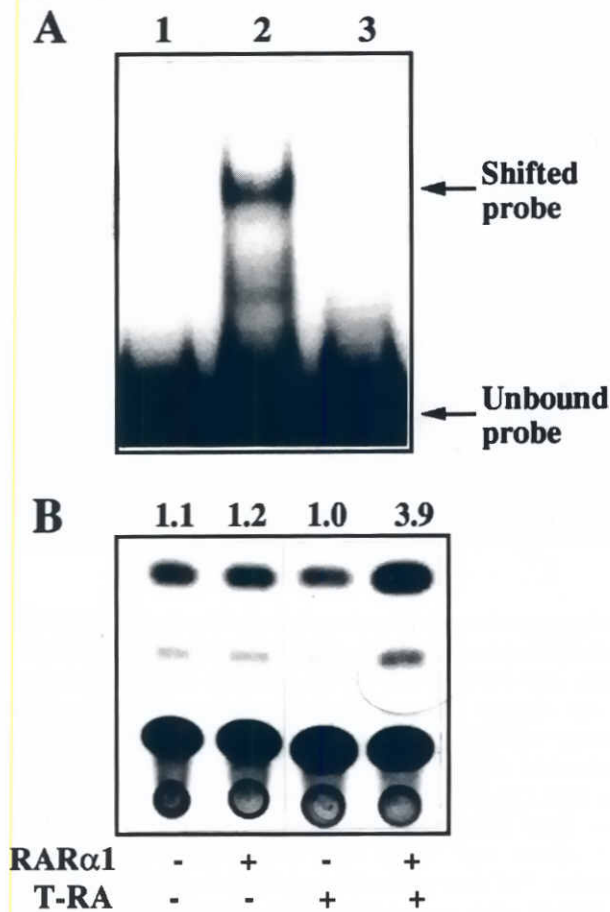 A 1 2 3
Shifted
probe
Unbound
probe
B 1.1 1.2 1.0 3.9
RARα1 - + - +
T-RA - - + +